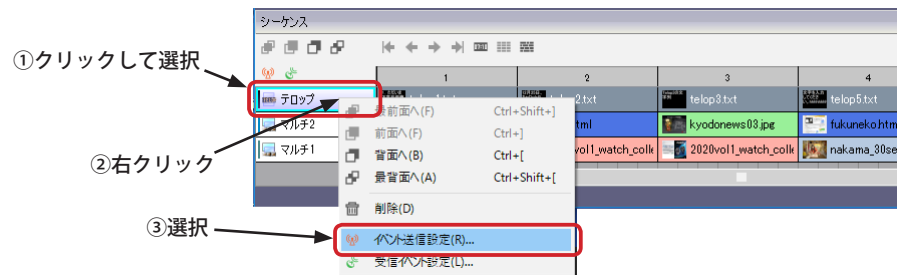 シーケンス
①クリックして選択
1 2 3 4
テロップ 2.txt telop3.txt telop5.txt
最前面へ(F) Ctrl+Shift+]
マルチ2 tml kyodonews03.jpg fukuneko.htm
前面へ(F) Ctrl+]
マルチ1 vol1_watch_colle 2020vol1_watch_colle nakama_30se
背面へ(B) Ctrl+[
②右クリック
最背面へ(A) Ctrl+Shift+[
削除(D)
③選択
イベント送信設定(R)...
受信イベント設定(L)...